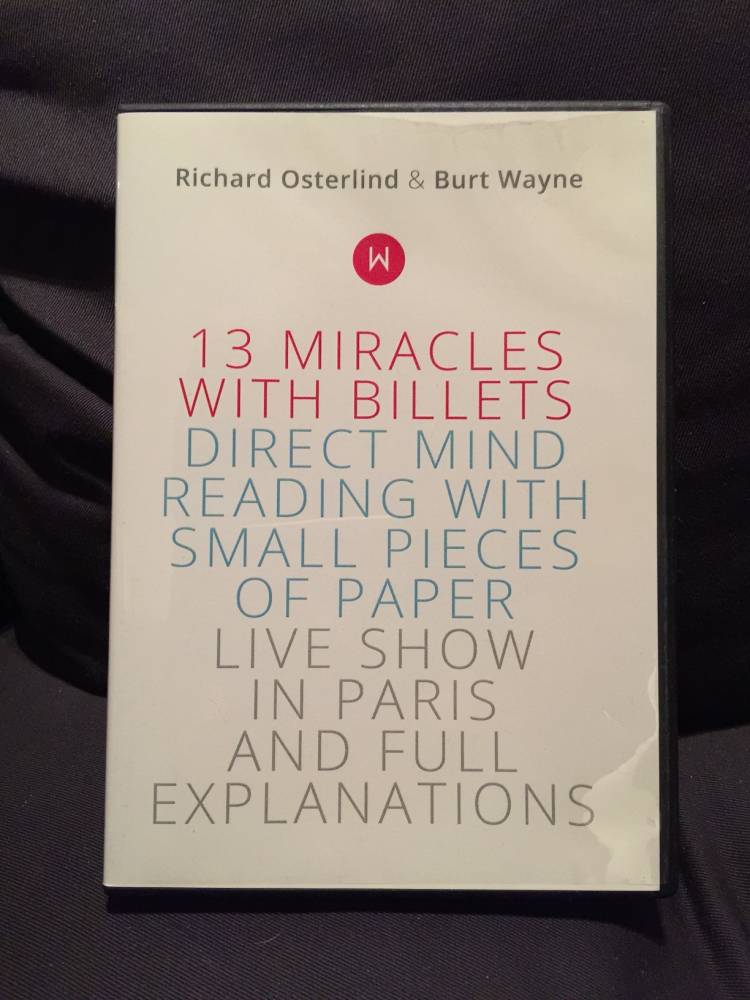 Richard Osterlind & Burt Wayne
W
13 MIRACLES
WITH BILLETS
DIRECT MIND
READING WITH
SMALL PIECES
OF PAPER
LIVE SHOW
IN PARIS
AND FULL
EXPLANATIONS